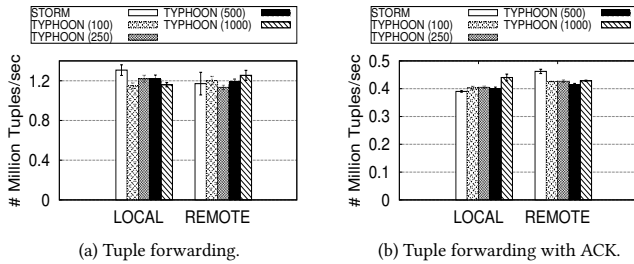 STORM
TYPHOON (100)
TYPHOON (250)
TYPHOON (500)
TYPHOON (1000)
# Million Tuples/sec
1.2
0.8
0.4
0
LOCAL REMOTE
(a) Tuple forwarding.
STORM
TYPHOON (100)
TYPHOON (250)
TYPHOON (500)
TYPHOON (1000)
# Million Tuples/sec
0.5
0.4
0.3
0.2
0.1
0
LOCAL REMOTE
(b) Tuple forwarding with ACK.